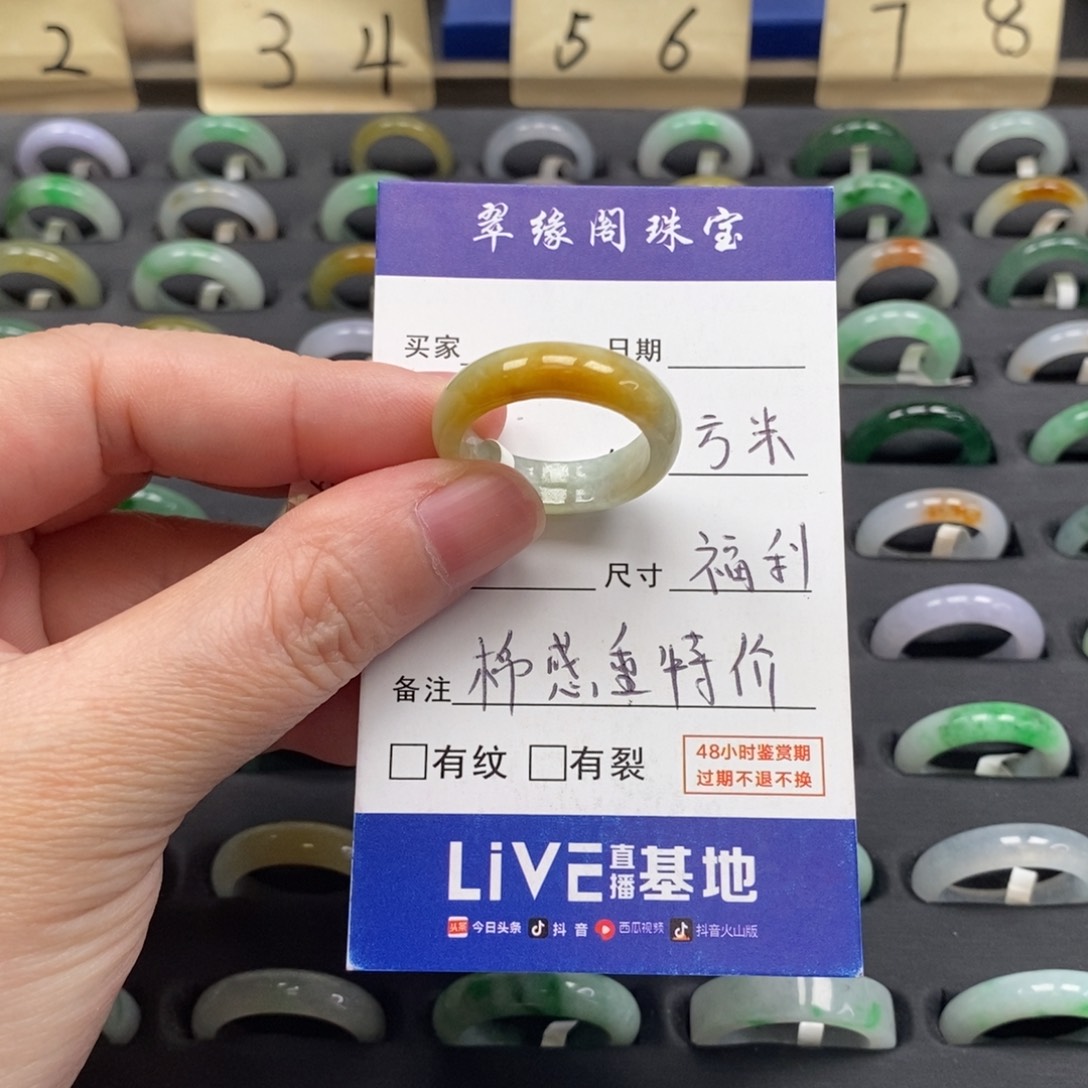 2
3 4
5 6
7 8
翠缘阁珠宝
买家 日期
亏米
尺寸 福利
备注 棉感重特价
□有纹 □有裂
48小时鉴赏期
过期不退不换
LiVE直播基地
头条 今日头条 抖音 西瓜视频 抖音火山版